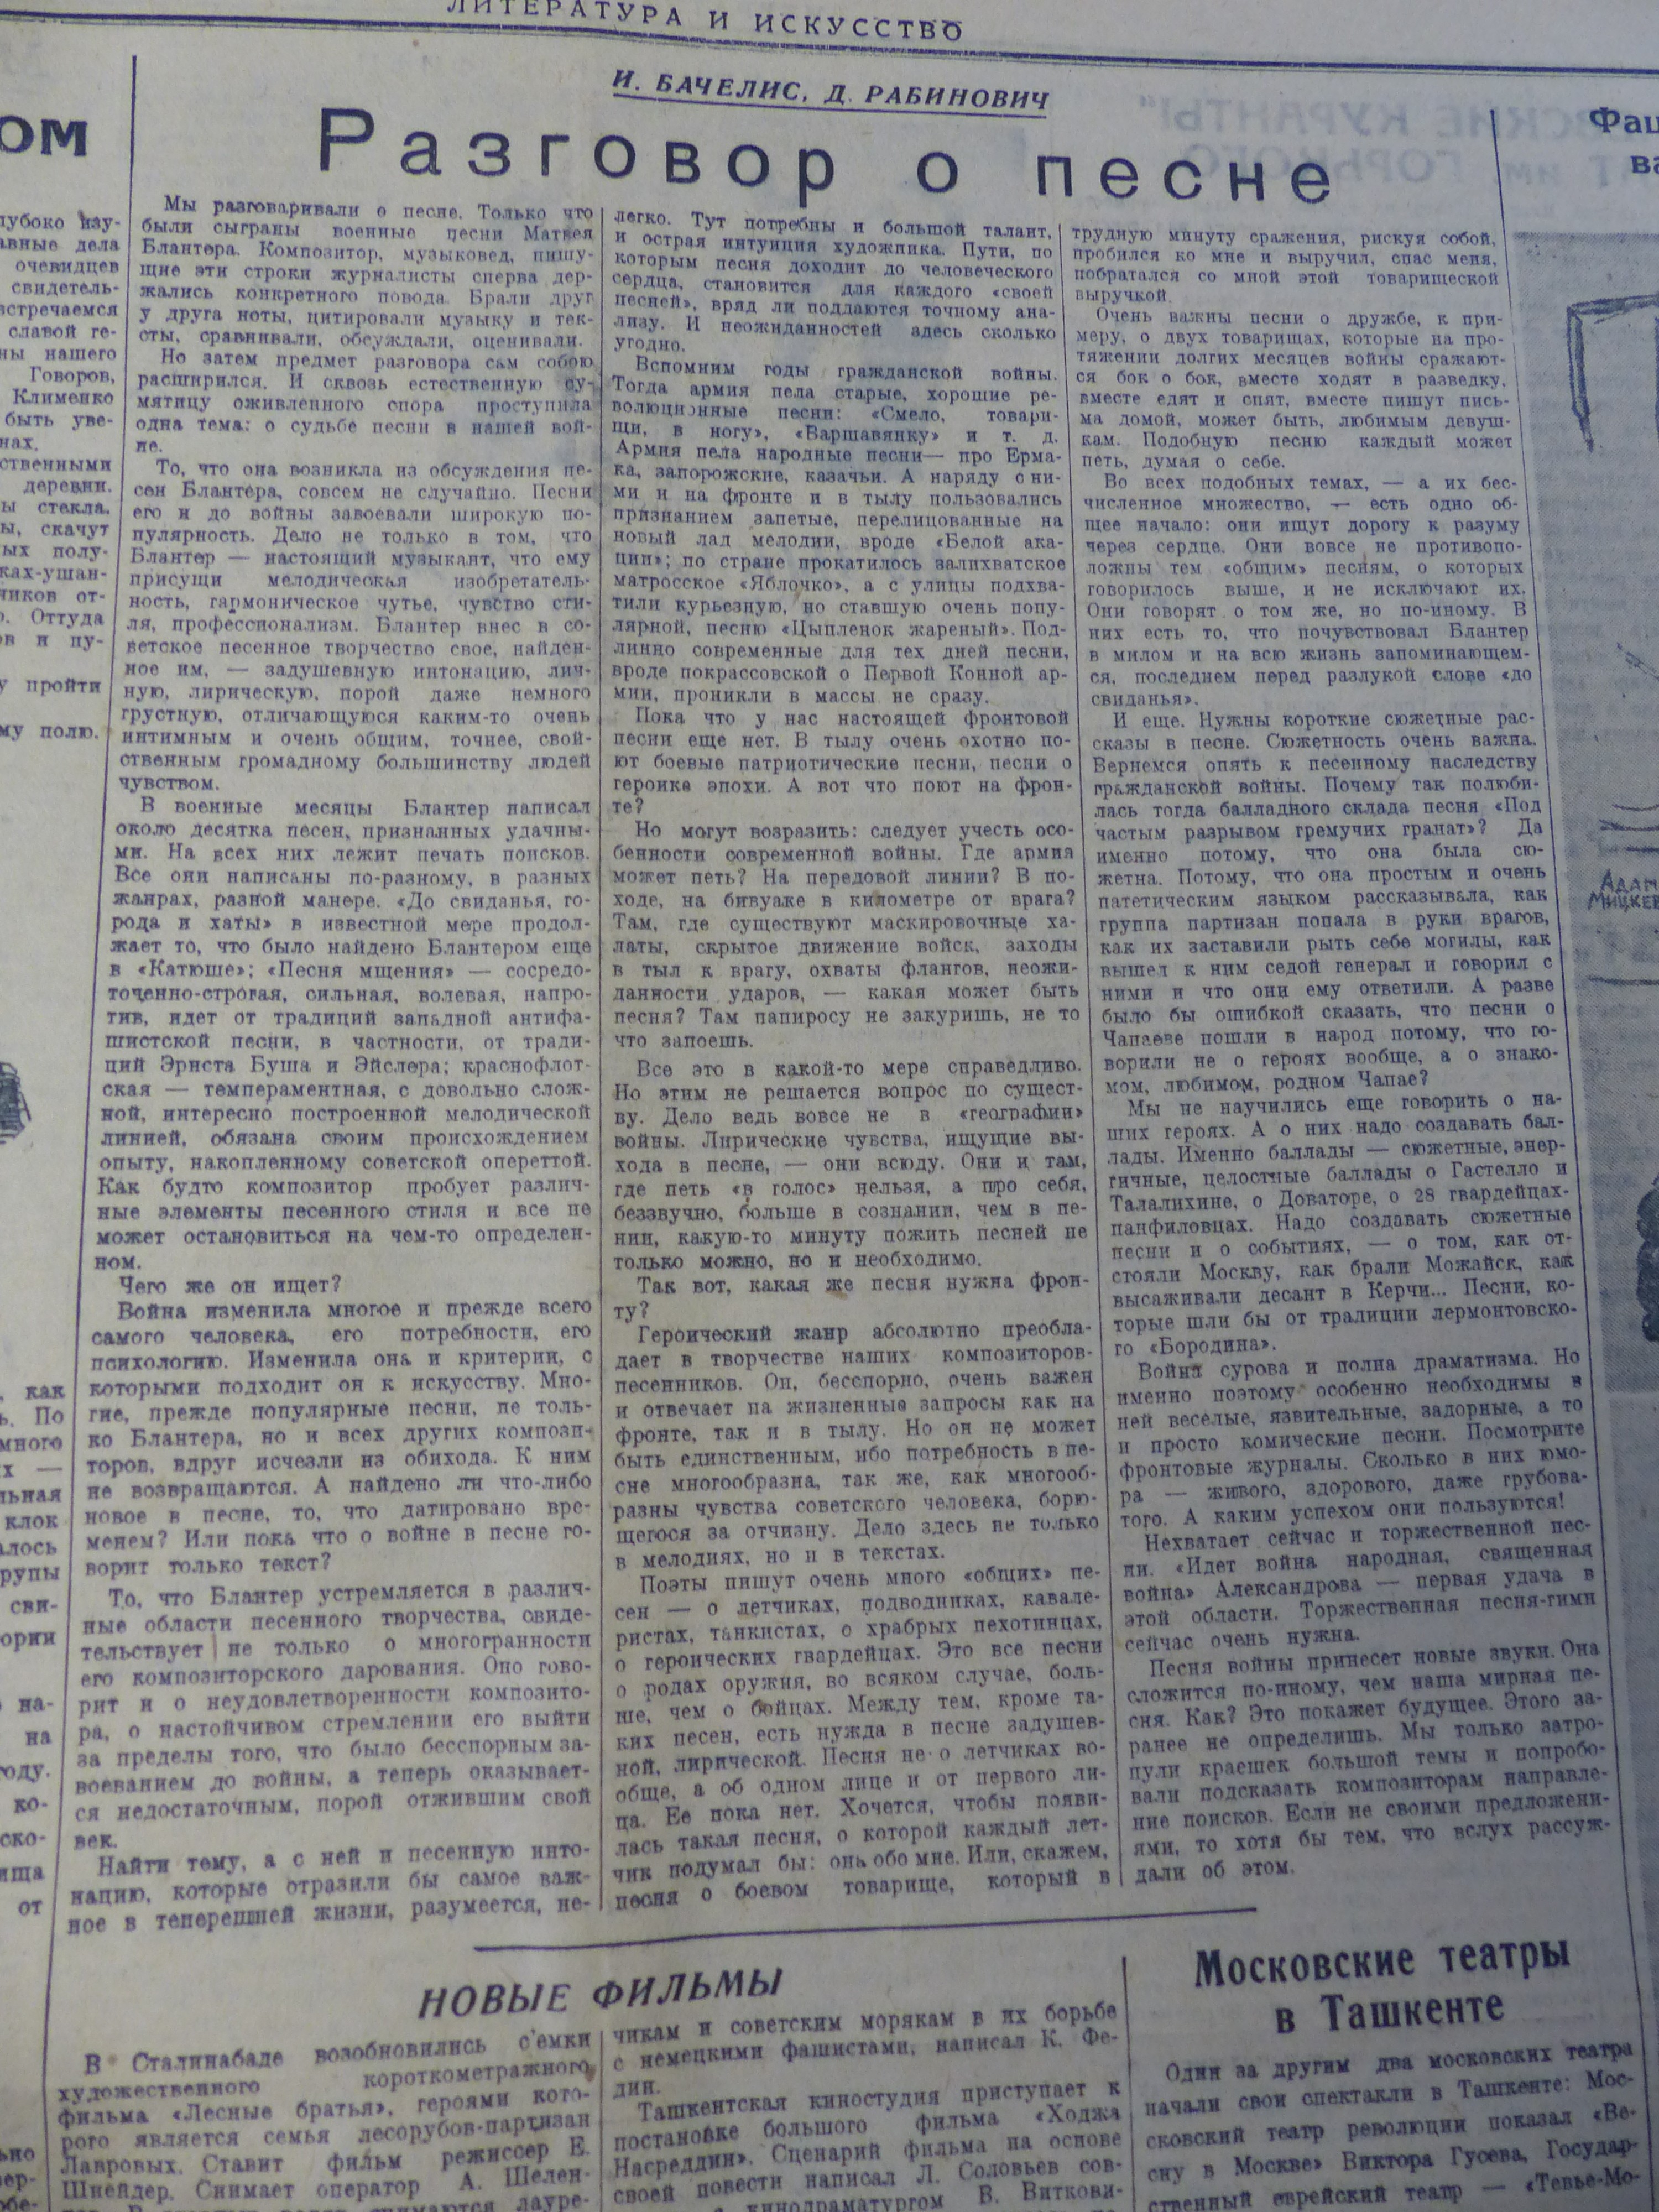 ЛИТЕРАТУРА И ИСКУССТВО
ом
лубоко изу-
авные дела
очевидцев
свидетель-
встречаемся
славой ге-
ны нашего
Говоров,
Клименко
быть уве-
нах.
ственными
деревни.
ы стекла.
ы, скачут
ых полу-
ках-ушан-
чиков от-
Оттуда
ов и пу-
у пройти
му полю.
как
ь. По
много
х —
льная
клок
алось
рупы
сви-
ории
на-
на
году.
ко-
ско-
ища
от
И. БАЧЕЛИС, Д. РАБИНОВИЧ
Разговор о песне
Мы разговаривали о песне. Только что
были сыграны военные песни Матвея
Блантера. Композитор, музыковед, пишу-
щие эти строки журналисты сперва дер-
жались конкретного повода. Брали друг
у друга ноты, цитировали музыку и тек-
сты, сравнивали, обсуждали, оценивали.
Но затем предмет разговора сам собою
расширился. И сквозь естественную су-
мятицу оживленного спора проступила
одна тема: о судьбе песни в нашей вой-
не.
То, что она возникла из обсуждения пе-
сен Блантера, совсем не случайно. Песни
его и до войны завоевали широкую по-
пулярность. Дело не только в том, что
Блантер — настоящий музыкант, что ему
присущи мелодическая изобретатель-
ность, гармоническое чутье, чувство сти-
ля, профессионализм. Блантер внес в со-
ветское песенное творчество свое, найден-
ное им, — задушевную интонацию, лич-
ную, лирическую, порой даже немного
грустную, отличающуюся каким-то очень
интимным и очень общим, точнее, свой-
ственным громадному большинству людей
чувством.
В военные месяцы Блантер написал
около десятка песен, признанных удачны-
ми. На всех них лежит печать поисков.
Все они написаны по-разному, в разных
жанрах, разной манере. «До свиданья, го-
рода и хаты» в известной мере продол-
жает то, что было найдено Блантером еще
в «Катюше»; «Песня мщения» — сосредо-
точенно-строгая, сильная, волевая, напро-
тив, идет от традиций западной антифа-
шистской песни, в частности, от тради-
ций Эрнста Буша и Эйслера; краснофлот-
ская — темпераментная, с довольно слож-
ной, интересно построенной мелодической
линией, обязана своим происхождением
опыту, накопленному советской опереттой.
Как будто композитор пробует различ-
ные элементы песенного стиля и все не
может остановиться на чем-то определен-
ном.
Чего же он ищет?
Война изменила многое и прежде всего
самого человека, его потребности, его
психологию. Изменила она и критерии, с
которыми подходит он к искусству. Мно-
гие, прежде популярные песни, не толь-
ко Блантера, но и всех других компози-
торов, вдруг исчезли из обихода. К ним
не возвращаются. А найдено ли что-либо
новое в песне, то, что датировано вре-
менем? Или пока что о войне в песне го-
ворит только текст?
То, что Блантер устремляется в различ-
ные области песенного творчества, свиде-
тельствует не только о многогранности
его композиторского дарования. Оно гово-
рит и о неудовлетворенности композито-
ра, о настойчивом стремлении его выйти
за пределы того, что было бесспорным за-
воеванием до войны, а теперь оказывает-
ся недостаточным, порой отжившим свой
век.
Найти тему, а с ней и песенную инто-
нацию, которые отразили бы самое важ-
ное в теперешней жизни, разумеется, не-
легко. Тут потребны и большой талант,
и острая интуиция художника. Пути, по
которым песня доходит до человеческого
сердца, становится для каждого «своей
песней», вряд ли поддаются точному ана-
лизу. И неожиданностей здесь сколько
угодно.
Вспомним годы гражданской войны.
Тогда армия пела старые, хорошие ре-
волюционные песни: «Смело, товари-
щи, в ногу», «Варшавянку» и т. д.
Армия пела народные песни— про Ерма-
ка, запорожские, казачьи. А наряду с ни-
ми и на фронте и в тылу пользовались
признанием запетые, перелицованные на
новый лад мелодии, вроде «Белой ака-
ции»; по стране прокатилось залихватское
матросское «Яблочко», а с улицы подхва-
тили курьезную, но ставшую очень попу-
лярной, песню «Цыпленок жареный». Под-
линно современные для тех дней песни,
вроде покрассовской о Первой Конной ар-
мии, проникли в массы не сразу.
Пока что у нас настоящей фронтовой
песни еще нет. В тылу очень охотно по-
ют боевые патриотические песни, песни о
героике эпохи. А вот что поют на фрон-
те?
Но могут возразить: следует учесть осо-
бенности современной войны. Где армия
может петь? На передовой линии? В по-
ходе, на бивуаке в километре от врага?
Там, где существуют маскировочные ха-
латы, скрытое движение войск, заходы
в тыл к врагу, охваты флангов, неожи-
данности ударов, — какая может быть
песня? Там папиросу не закуришь, не то
что запоешь.
Все это в какой-то мере справедливо.
Но этим не решается вопрос по сущест-
ву. Дело ведь вовсе не в «географии»
войны. Лирические чувства, ищущие вы-
хода в песне, — они всюду. Они и там,
где петь «в голос» нельзя, а про себя,
беззвучно, больше в сознании, чем в пе-
нии, какую-то минуту пожить песней не
только можно, но и необходимо.
Так вот, какая же песня нужна фрон-
ту?
Героический жанр абсолютно преобла-
дает в творчестве наших композиторов-
песенников. Он, бесспорно, очень важен
и отвечает на жизненные запросы как на
фронте, так и в тылу. Но он не может
быть единственным, ибо потребность в пе-
сне многообразна, так же, как многооб-
разны чувства советского человека, борю-
щегося за отчизну. Дело здесь не только
в мелодиях, но и в текстах.
Поэты пишут очень много «общих» пе-
сен — о летчиках, подводниках, кавале-
ристах, танкистах, о храбрых пехотинцах,
о героических гвардейцах. Это все песни
о родах оружия, во всяком случае, боль-
ше, чем о бойцах. Между тем, кроме та-
ких песен, есть нужда в песне задушев-
ной, лирической. Песня не о летчиках во-
обще, а об одном лице и от первого ли-
ца. Ее пока нет. Хочется, чтобы появи-
лась такая песня, о которой каждый лет-
чик подумал бы: она обо мне. Или, скажем,
песня о боевом товарище, который в
трудную минуту сражения, рискуя собой,
пробился ко мне и выручил, спас меня,
побратался со мной этой товарищеской
выручкой.
Очень важны песни о дружбе, к при-
меру, о двух товарищах, которые на про-
тяжении долгих месяцев войны сражают-
ся бок о бок, вместе ходят в разведку,
вместе едят и спят, вместе пишут пись-
ма домой, может быть, любимым девуш-
кам. Подобную песню каждый может
петь, думая о себе.
Во всех подобных темах, — а их бес-
численное множество, — есть одно об-
щее начало: они ищут дорогу к разуму
через сердце. Они вовсе не противопо-
ложны тем «общим» песням, о которых
говорилось выше, и не исключают их.
Они говорят о том же, но по-иному. В
них есть то, что почувствовал Блантер
в милом и на всю жизнь запоминающем-
ся, последнем перед разлукой слове «до
свиданья».
И еще. Нужны короткие сюжетные рас-
сказы в песне. Сюжетность очень важна.
Вернемся опять к песенному наследству
гражданской войны. Почему так полюби-
лась тогда балладного склада песня «Под
частым разрывом гремучих гранат»? Да
именно потому, что она была сю-
жетна. Потому, что она простым и очень
патетическим языком рассказывала, как
группа партизан попала в руки врагов,
как их заставили рыть себе могилы, как
вышел к ним седой генерал и говорил с
ними и что они ему ответили. А разве
было бы ошибкой сказать, что песни о
Чапаеве пошли в народ потому, что го-
ворили не о героях вообще, а о знако-
мом, любимом, родном Чапае?
Мы не научились еще говорить о на-
ших героях. А о них надо создавать бал-
лады. Именно баллады — сюжетные, энер-
гичные, целостные баллады о Гастелло и
Талалихине, о Доваторе, о 28 гвардейцах-
панфиловцах. Надо создавать сюжетные
песни и о событиях, — о том, как от-
стояли Москву, как брали Можайск, как
высаживали десант в Керчи... Песни, ко-
торые шли бы от традиции лермонтовско-
го «Бородина».
Война сурова и полна драматизма. Но
именно поэтому особенно необходимы в
ней веселые, язвительные, задорные, а то
и просто комические песни. Посмотрите
фронтовые журналы. Сколько в них юмо-
ра — живого, здорового, даже грубова-
того. А каким успехом они пользуются!
Нехватает сейчас и торжественной пес-
ни. «Идет война народная, священная
война» Александрова — первая удача в
этой области. Торжественная песня-гимн
сейчас очень нужна.
Песня войны принесет новые звуки. Она
сложится по-иному, чем наша мирная пе-
сня. Как? Это покажет будущее. Этого за-
ранее не определишь. Мы только затро-
нули краешек большой темы и попробо-
вали подсказать композиторам направле-
ние поисков. Если не своими предложени-
ями, то хотя бы тем, что вслух рассуж-
дали об этом.
Фаш
ва
АДАМ
МИЦКЕВ
НОВЫЕ ФИЛЬМЫ
В Сталинабаде возобновились с'емки
художественного короткометражного
фильма «Лесные братья», героями кото-
рого является семья лесорубов-партизан
Лавровых. Ставит фильм режиссер Е.
Шнейдер. Снимает оператор А. Шелен-
чикам и советским морякам в их борьбе
с немецкими фашистами, написал К. Фе-
дин.
Ташкентская киностудия приступает к
постановке большого фильма «Ходжа
Насреддин». Сценарий фильма на основе
своей повести написал Л. Соловьев сов-
кинодраматургом В. Виткови-
Московские театры
в Ташкенте
Один за другим два московских театра
начали свои спектакли в Ташкенте: Мос-
ковский театр революции показал «Ве-
сну в Москве» Виктора Гусева, Государ-
ственный еврейский театр — «Тевье-Мо-